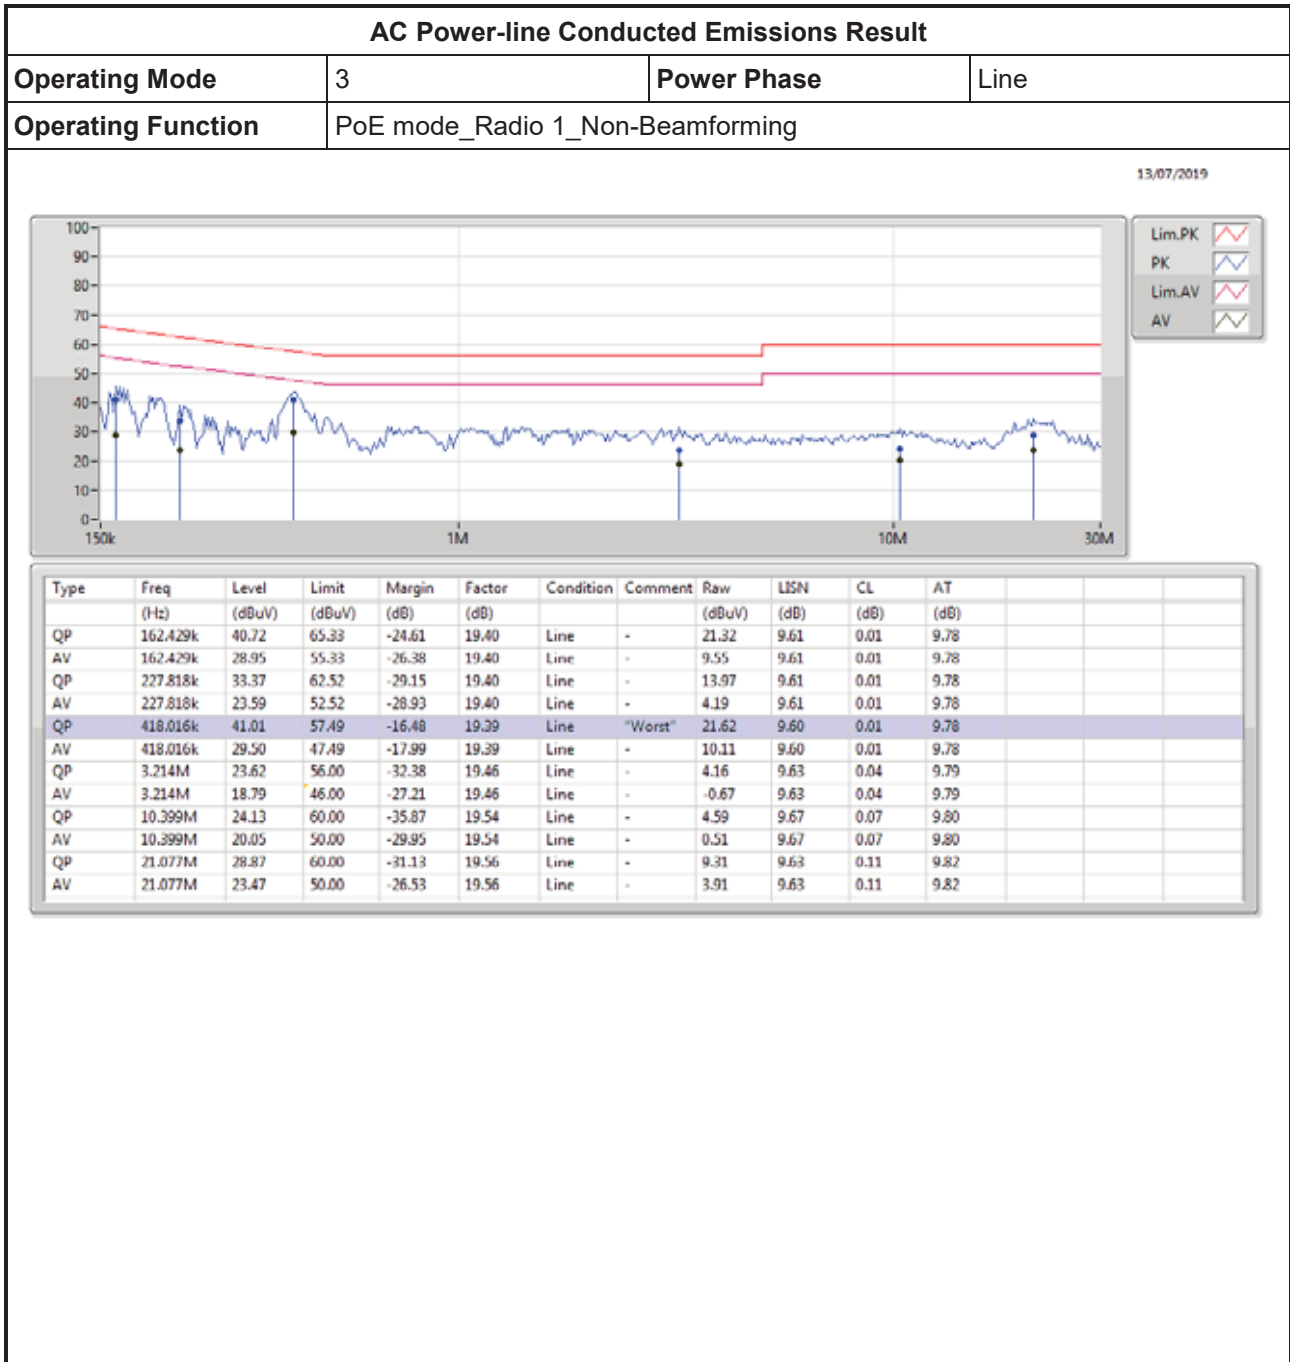 AC Power-line Conducted Emissions Result
Operating Mode 3 Power Phase Line
Operating Function PoE mode_Radio 1_Non-Beamforming
13/07/2019
100
90
80
70
60
50
40
30
20
10
0
150k 1M 10M 30M
Lim.PK
PK
Lim.AV
AV
Type Freq Level Limit Margin Factor Condition Comment Raw LISN CL AT
(Hz) (dBuV) (dBuV) (dB) (dB) (dBuV) (dB) (dB) (dB)
QP 162.429k 40.72 65.33 -24.61 19.40 Line - 21.32 9.61 0.01 9.78
AV 162.429k 28.95 55.33 -26.38 19.40 Line - 9.55 9.61 0.01 9.78
QP 227.818k 33.37 62.52 -29.15 19.40 Line - 13.97 9.61 0.01 9.78
AV 227.818k 23.59 52.52 -28.93 19.40 Line - 4.19 9.61 0.01 9.78
QP 418.016k 41.01 57.49 -16.48 19.39 Line "Worst" 21.62 9.60 0.01 9.78
AV 418.016k 29.50 47.49 -17.99 19.39 Line - 10.11 9.60 0.01 9.78
QP 3.214M 23.62 56.00 -32.38 19.46 Line - 4.16 9.63 0.04 9.79
AV 3.214M 18.79 46.00 -27.21 19.46 Line - -0.67 9.63 0.04 9.79
QP 10.399M 24.13 60.00 -35.87 19.54 Line - 4.59 9.67 0.07 9.80
AV 10.399M 20.05 50.00 -29.95 19.54 Line - 0.51 9.67 0.07 9.80
QP 21.077M 28.87 60.00 -31.13 19.56 Line - 9.31 9.63 0.11 9.82
AV 21.077M 23.47 50.00 -26.53 19.56 Line - 3.91 9.63 0.11 9.82